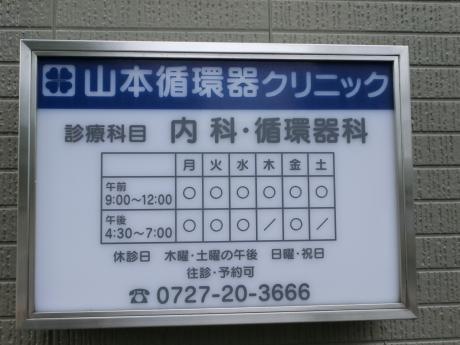 山本循環器クリニック
診療科目 内科・循環器科
月 火 水 木 金 土
午前
9:00～12:00 ○ ○ ○ ○ ○ ○
午後
4:30～7:00 ○ ○ ○ ／ ○ ／
休診日 木曜・土曜の午後 日曜・祝日
往診・予約可
☎ 0727-20-3666